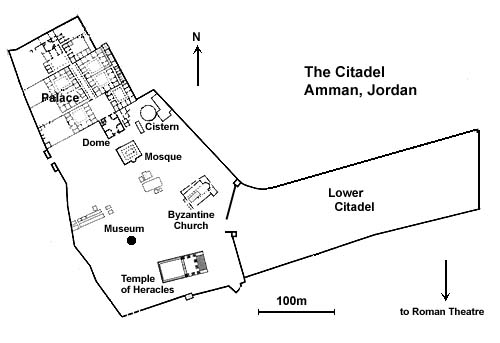 N
The Citadel
Amman, Jordan
Palace
Cistern
Dome
Mosque
Lower
Citadel
Byzantine
Church
Museum
Temple
of Heracles
100m
to Roman Theatre